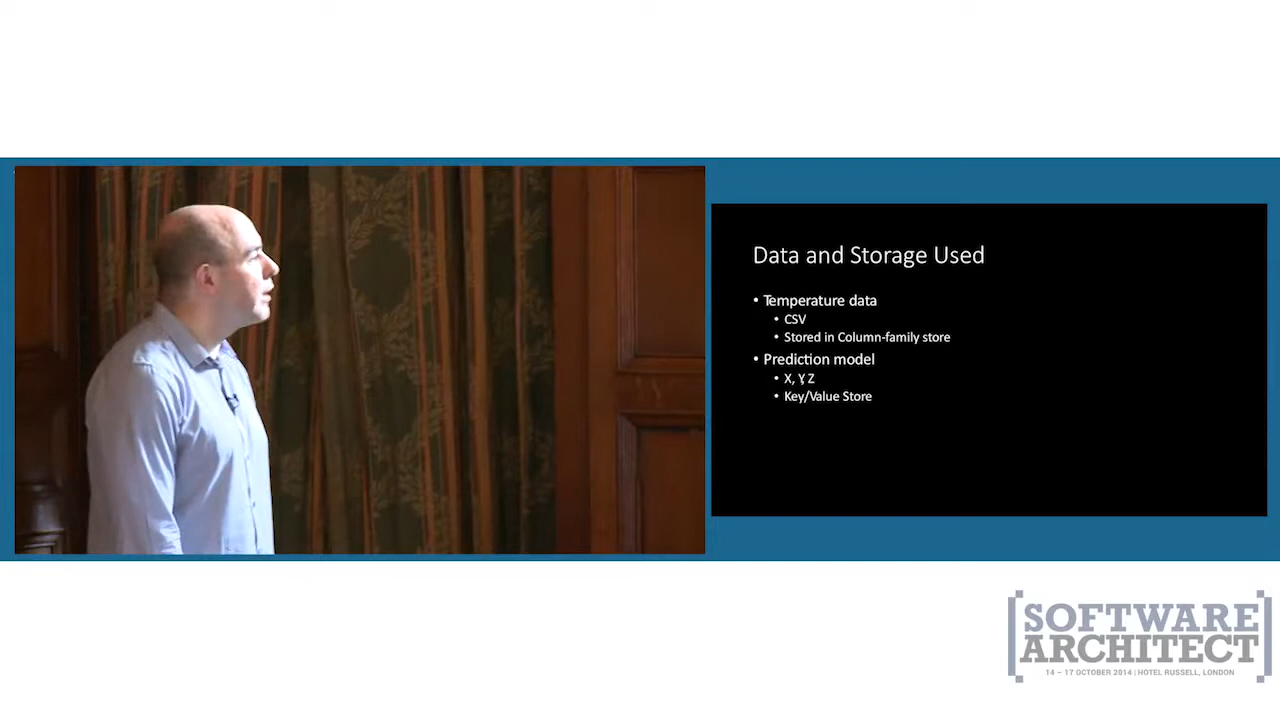 Data and Storage Used
• Temperature data
• CSV
• Stored in Column-family store
• Prediction model
• X, Y, Z
• Key/Value Store
[SOFTWARE
ARCHITECT]
14 – 17 OCTOBER 2014 | HOTEL RUSSELL, LONDON